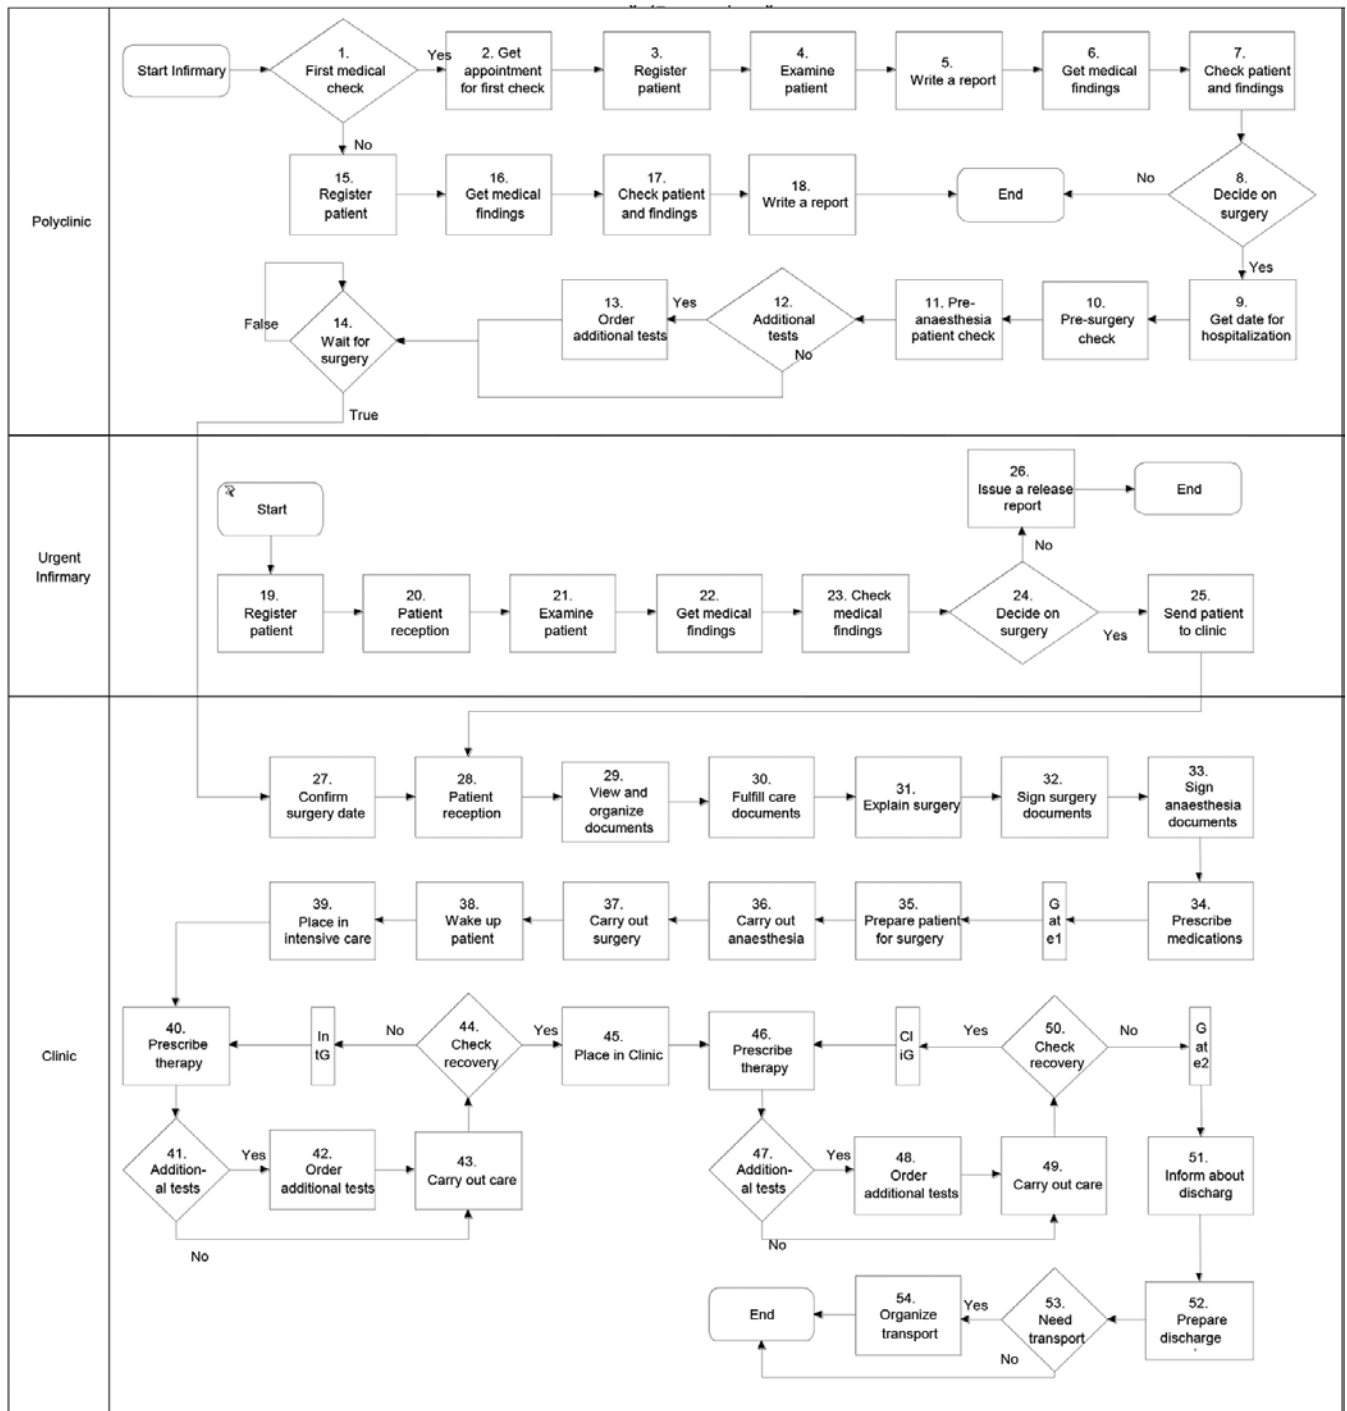 Polyclinic
Start Infirmary
1.
First medical
check
Yes
2. Get
appointment
for first check
3.
Register
patient
4.
Examine
patient
5.
Write a report
6.
Get medical
findings
7.
Check patient
and findings
No
15.
Register
patient
16.
Get medical
findings
17.
Check patient
and findings
18.
Write a report
End
No
8.
Decide on
surgery
Yes
False
14.
Wait for
surgery
True
13.
Order
additional tests
Yes
12.
Additional
tests
No
11. Pre-
anaesthesia
patient check
10.
Pre-surgery
check
9.
Get date for
hospitalization
Urgent
Infirmary
Start
26.
Issue a release
report
End
No
19.
Register
patient
20.
Patient
reception
21.
Examine
patient
22.
Get medical
findings
23. Check
medical
findings
24.
Decide on
surgery
Yes
25.
Send patient
to clinic
Clinic
27.
Confirm
surgery date
28.
Patient
reception
29.
View and
organize
documents
30.
Fulfill care
documents
31.
Explain surgery
32.
Sign surgery
documents
33.
Sign
anaesthesia
documents
39.
Place in
intensive care
38.
Wake up
patient
37.
Carry out
surgery
36.
Carry out
anaesthesia
35.
Prepare patient
for surgery
G
at
e1
34.
Prescribe
medications
40.
Prescribe
therapy
In
tG
No
44.
Check
recovery
Yes
45.
Place in Clinic
46.
Prescribe
therapy
Cl
iG
Yes
50.
Check
recovery
No
G
at
e2
41.
Addition-
al tests
Yes
42.
Order
additional tests
43.
Carry out care
No
47.
Addition-
al tests
Yes
48.
Order
additional tests
49.
Carry out care
No
51.
Inform about
discharg
End
54.
Organize
transport
Yes
53.
Need
transport
No
52.
Prepare
discharge